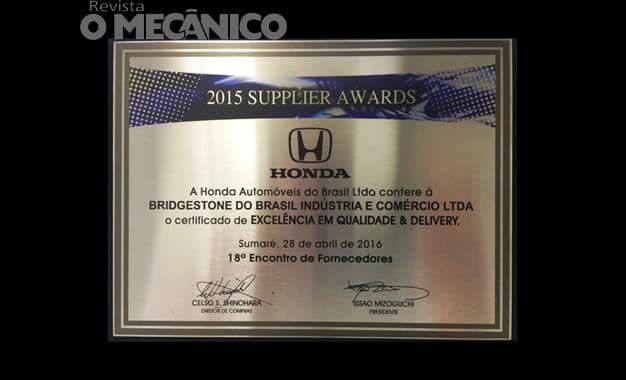 Revista
O MECÂNICO
2015 SUPPLIER AWARDS
HONDA
A Honda Automóveis do Brasil Ltda confere à
BRIDGESTONE DO BRASIL INDÚSTRIA E COMÉRCIO LTDA
o certificado de EXCELÊNCIA EM QUALIDADE & DELIVERY.
Sumaré, 28 de abril de 2016
18º Encontro de Fornecedores
CELSO S. SHINOHARA
DIRETOR DE COMPRAS
ISSAO MIZOGUCHI
PRESIDENTE